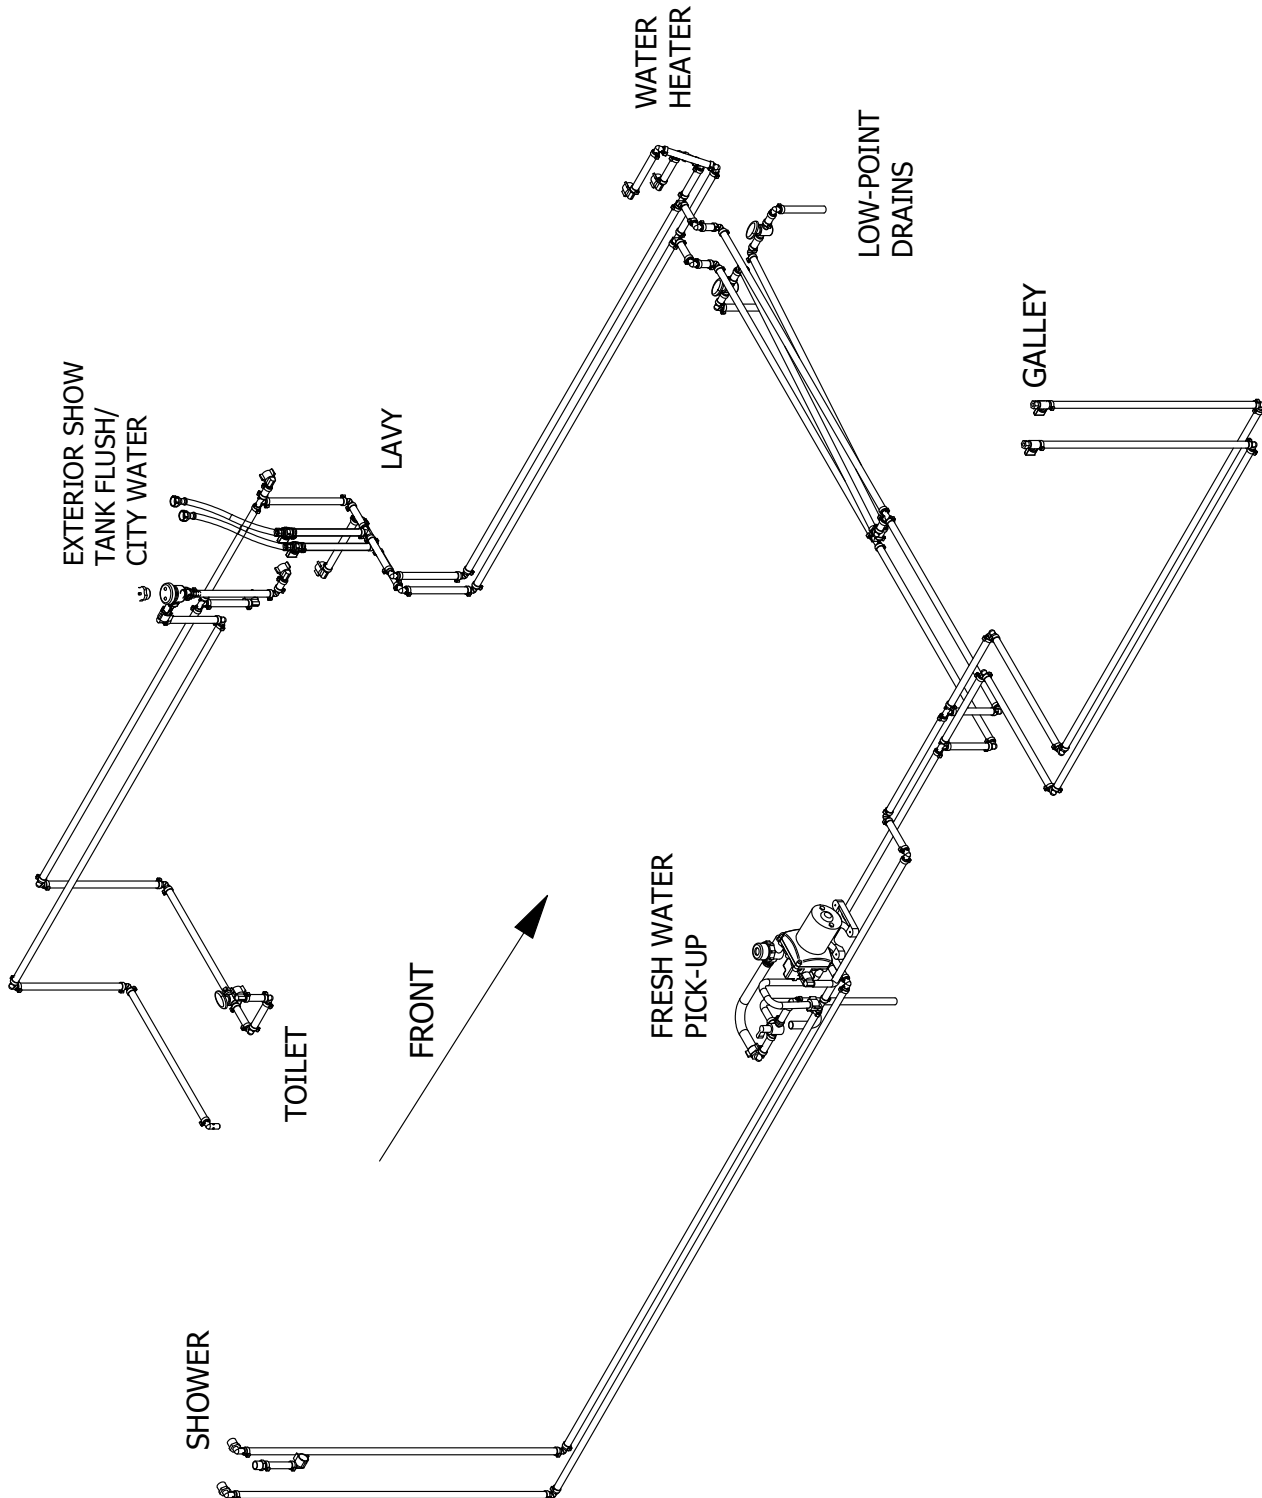 WATER
HEATER
LOW-POINT
DRAINS
EXTERIOR SHOW
TANK FLUSH/
CITY WATER
LAVY
GALLEY
TOILET
FRONT
FRESH WATER
PICK-UP
SHOWER